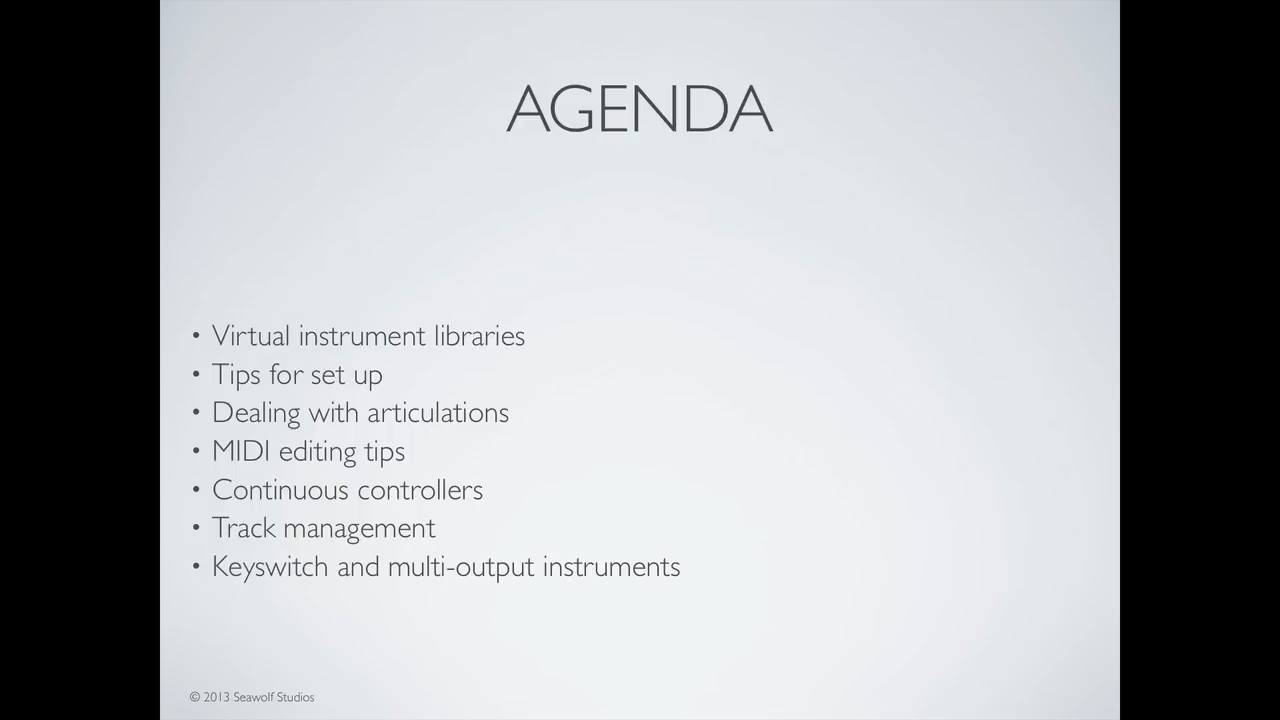 AGENDA
• Virtual instrument libraries
• Tips for set up
• Dealing with articulations
• MIDI editing tips
• Continuous controllers
• Track management
• Keyswitch and multi-output instruments
© 2013 Seawolf Studios